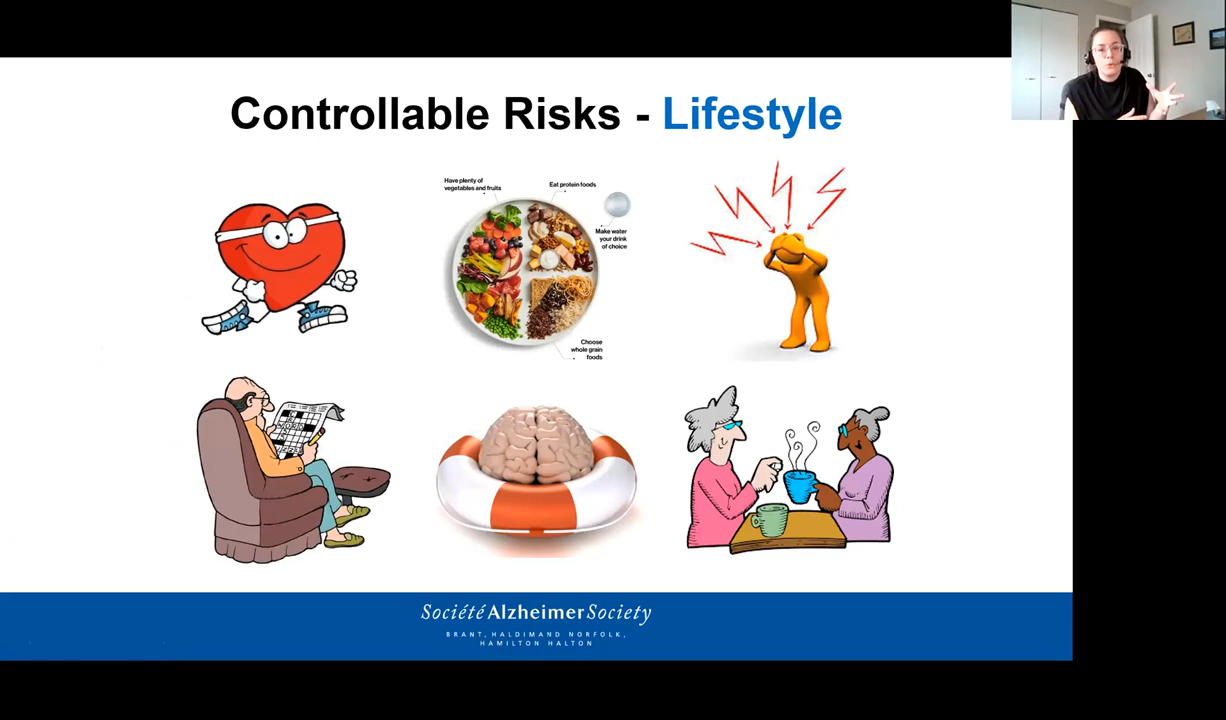 Controllable Risks - Lifestyle
Have plenty of
vegetables and fruits
Eat protein foods
Make water
your drink
of choice
Choose
whole grain
foods
Société Alzheimer Society
BRANT, HALDIMAND NORFOLK,
HAMILTON HALTON